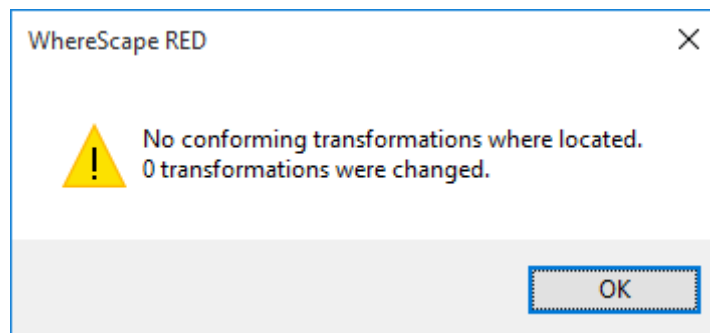 WhereScape RED
No conforming transformations where located.
0 transformations were changed.
OK